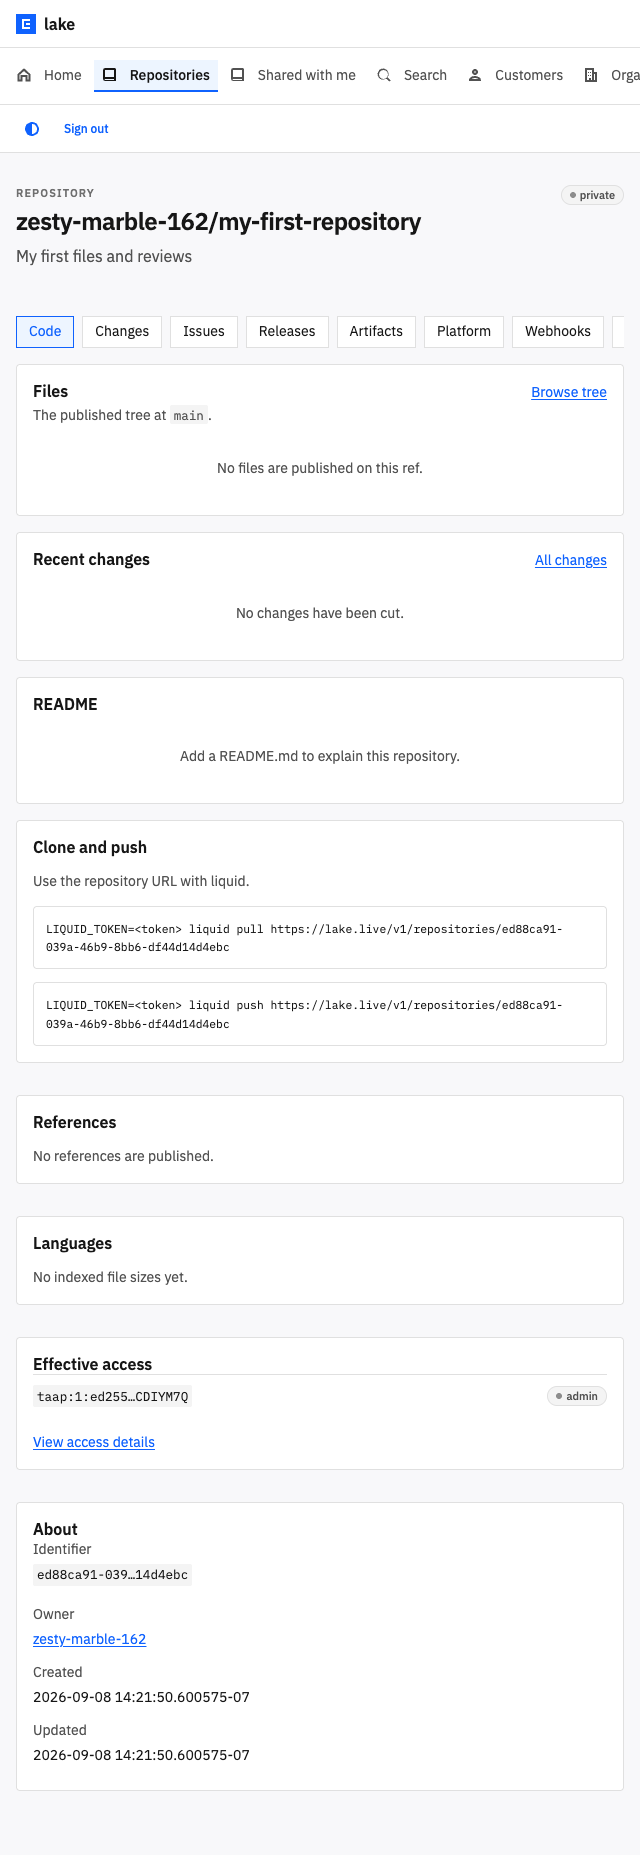 lake
Home
Repositories
Shared with me
Search
Customers
Orga
Sign out
REPOSITORY
private
zesty-marble-162/my-first-repository
My first files and reviews
Code
Changes
Issues
Releases
Artifacts
Platform
Webhooks
Files
Browse tree
The published tree at main.
No files are published on this ref.
Recent changes
All changes
No changes have been cut.
README
Add a README.md to explain this repository.
Clone and push
Use the repository URL with liquid.
LIQUID_TOKEN=<token> liquid pull https://lake.live/v1/repositories/ed88ca91-
039a-46b9-8bb6-df44d14d4ebc
LIQUID_TOKEN=<token> liquid push https://lake.live/v1/repositories/ed88ca91-
039a-46b9-8bb6-df44d14d4ebc
References
No references are published.
Languages
No indexed file sizes yet.
Effective access
taap:1:ed255…CDIYM7Q
admin
View access details
About
Identifier
ed88ca91-039…14d4ebc
Owner
zesty-marble-162
Created
2026-09-08 14:21:50.600575-07
Updated
2026-09-08 14:21:50.600575-07